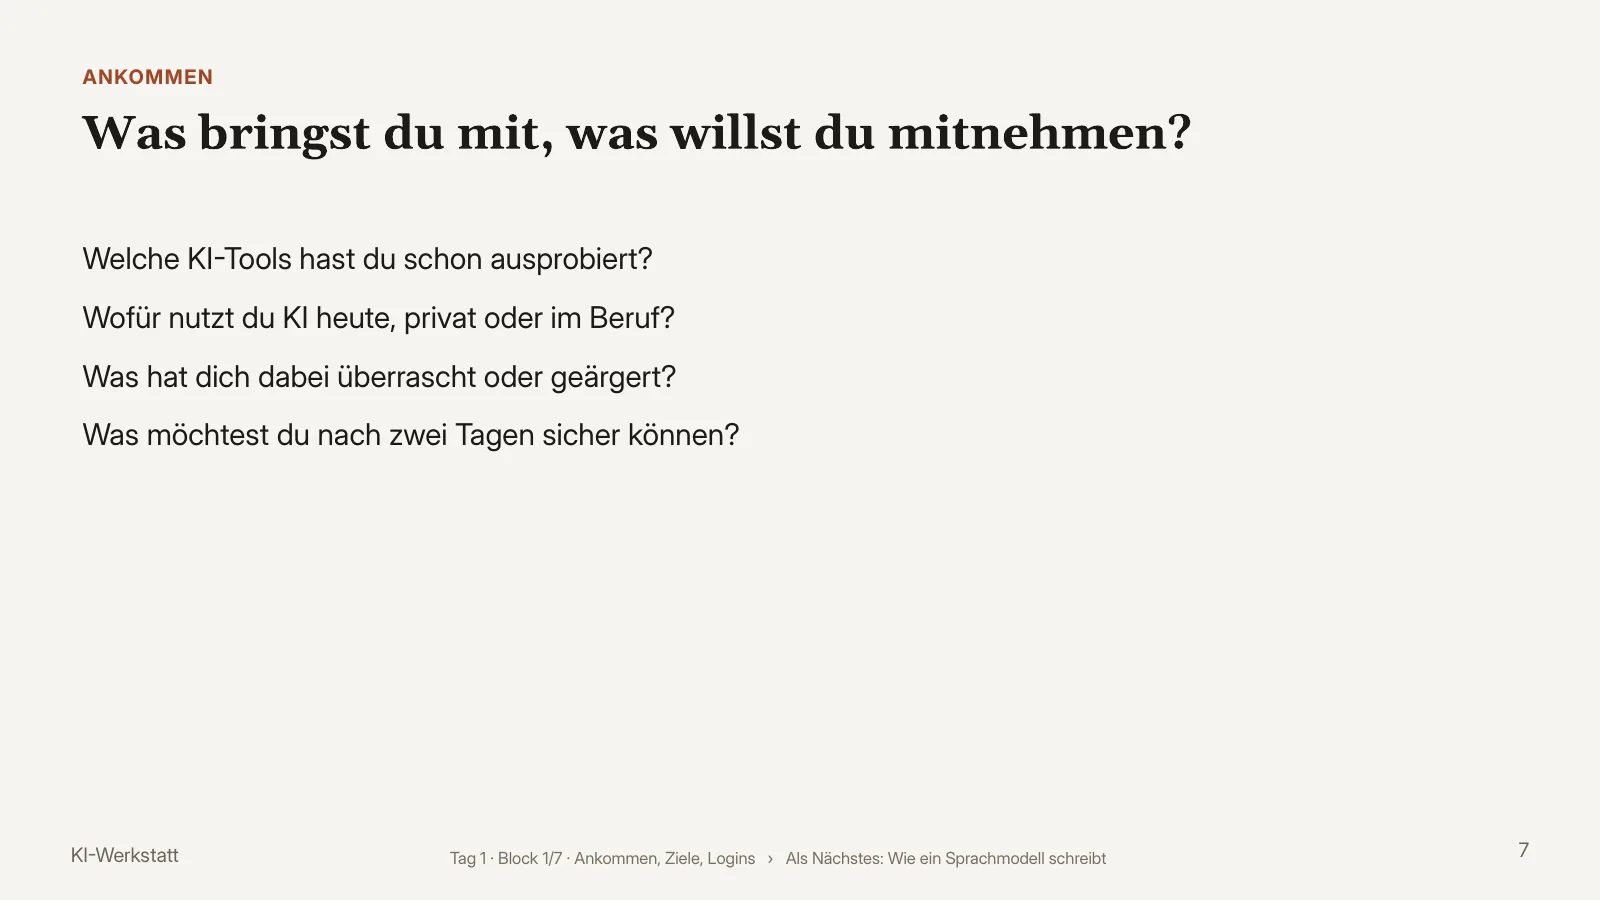 ANKOMMEN
Was bringst du mit, was willst du mitnehmen?
Welche KI-Tools hast du schon ausprobiert?
Wofür nutzt du KI heute, privat oder im Beruf?
Was hat dich dabei überrascht oder geärgert?
Was möchtest du nach zwei Tagen sicher können?
KI-Werkstatt
Tag 1 · Block 1/7 · Ankommen, Ziele, Logins › Als Nächstes: Wie ein Sprachmodell schreibt
7